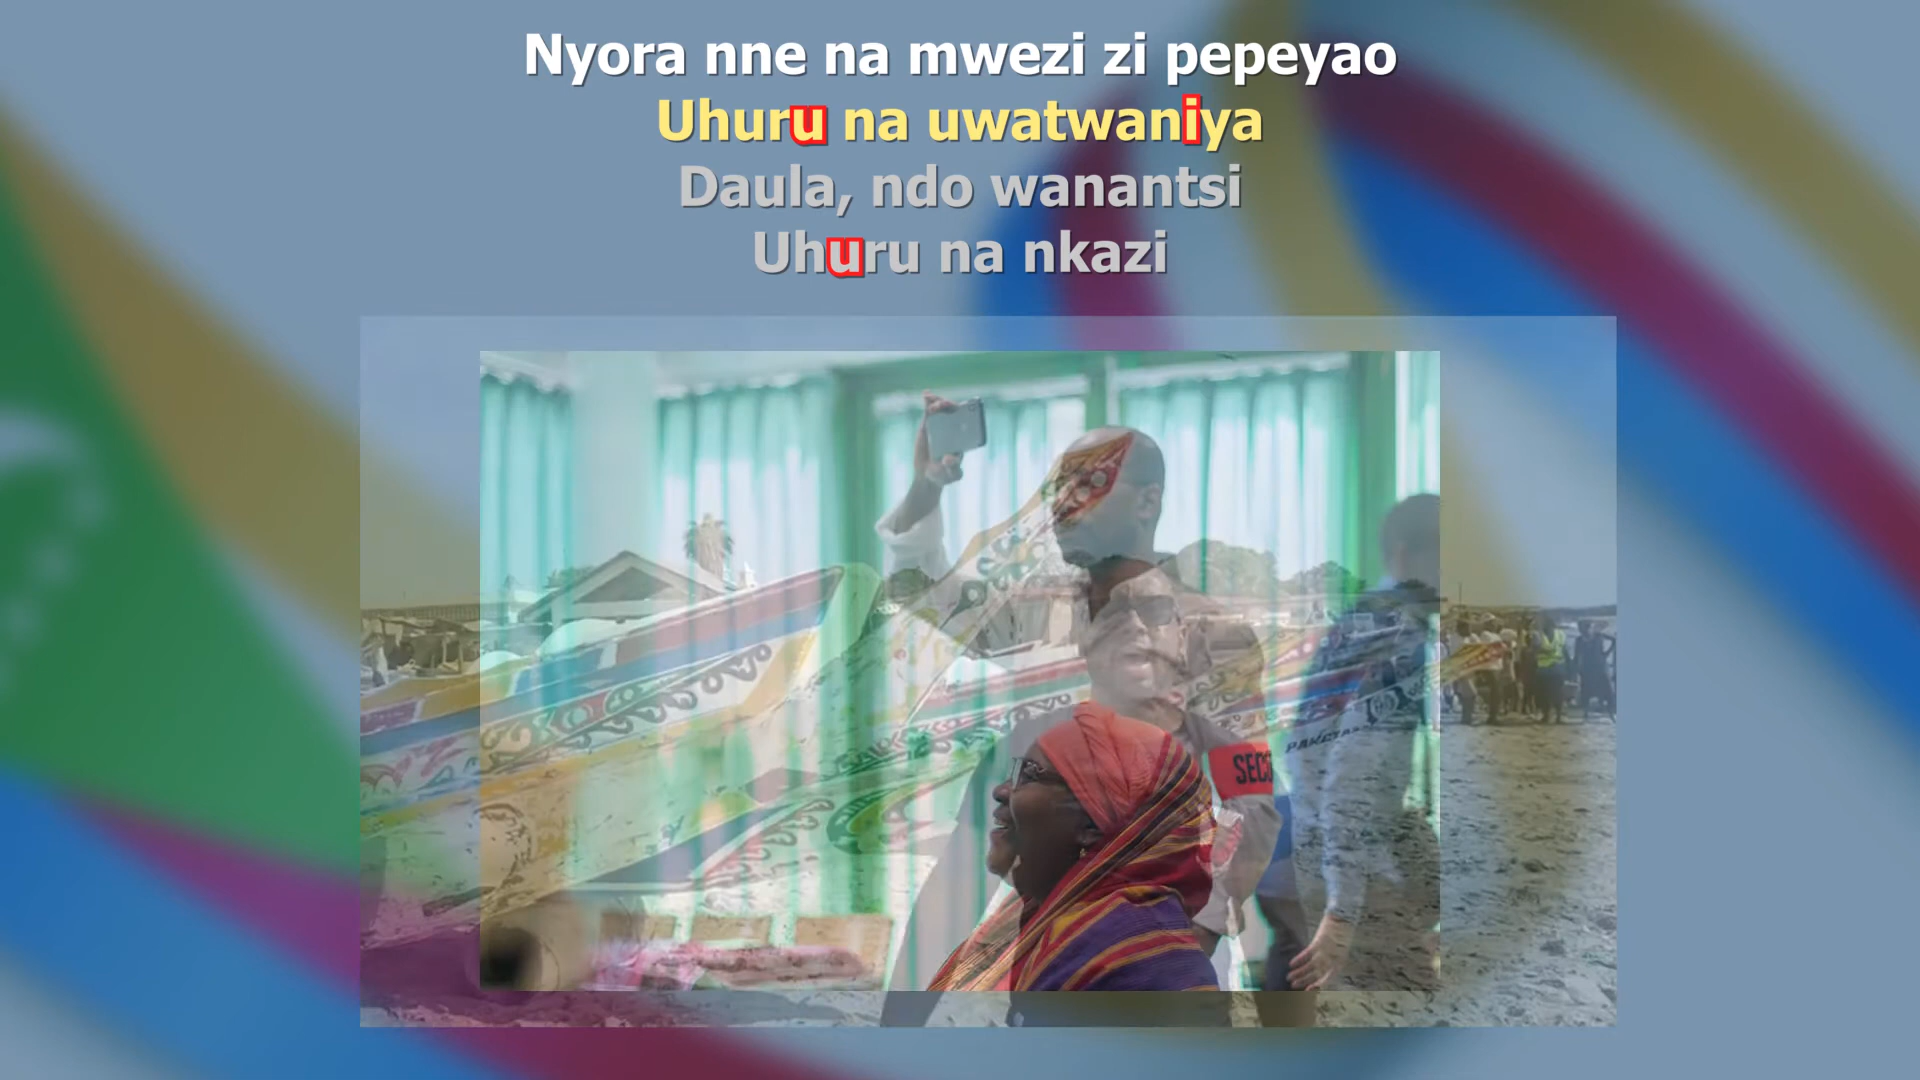 Nyora nne na mwezi zi pepeyao
Uhuru na uwatwaniya
Daula, ndo wanantsi
Uhuru na nkazi